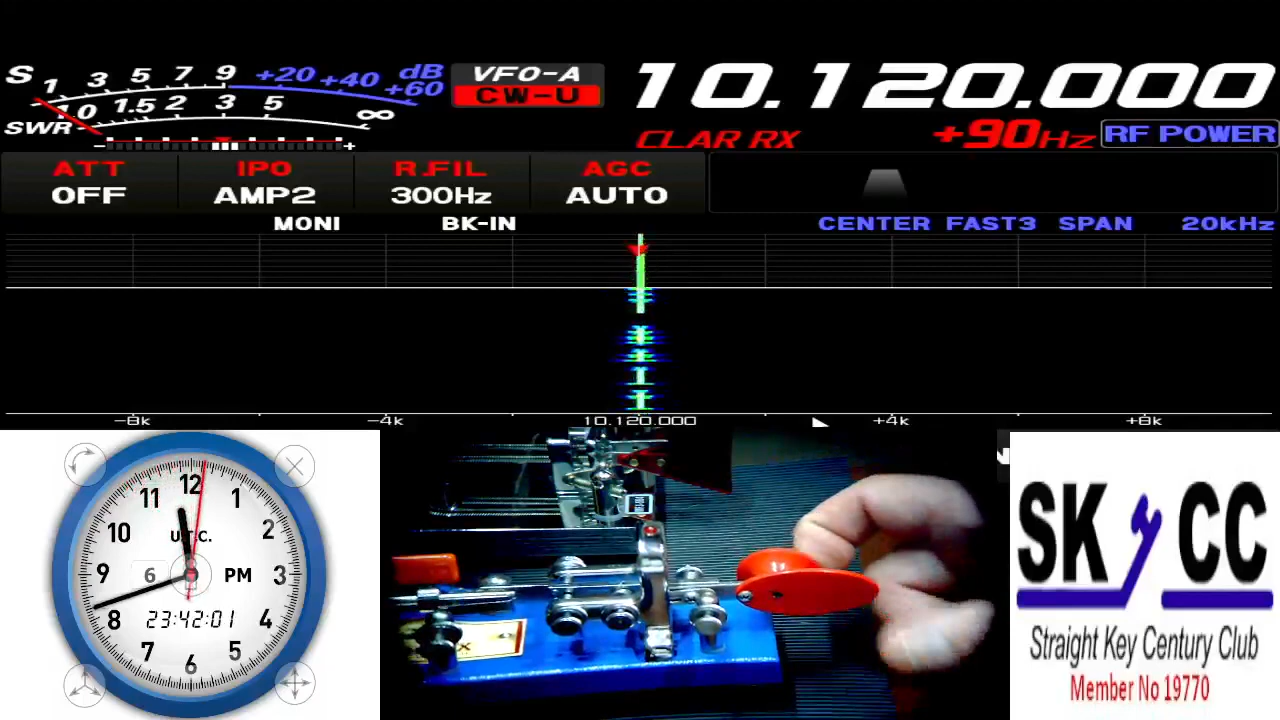 S 1 3 5 7 9 +20 +40 +60 dB
1.0 1.5 2 3 5 ∞
SWR
− +
VFO-A
CW-U
10.120.000
CLAR RX +90Hz RF POWER
ATT IPO R.FIL AGC
OFF AMP2 300Hz AUTO
MONI BK-IN CENTER FAST3 SPAN 20kHz
-8k -4k 10.120.000 +4k +8k
12
11 1
10 2
9 3
8 4
7 5
6
6 PM
23:42:01
SK CC
Straight Key Century Club
Member No 19770